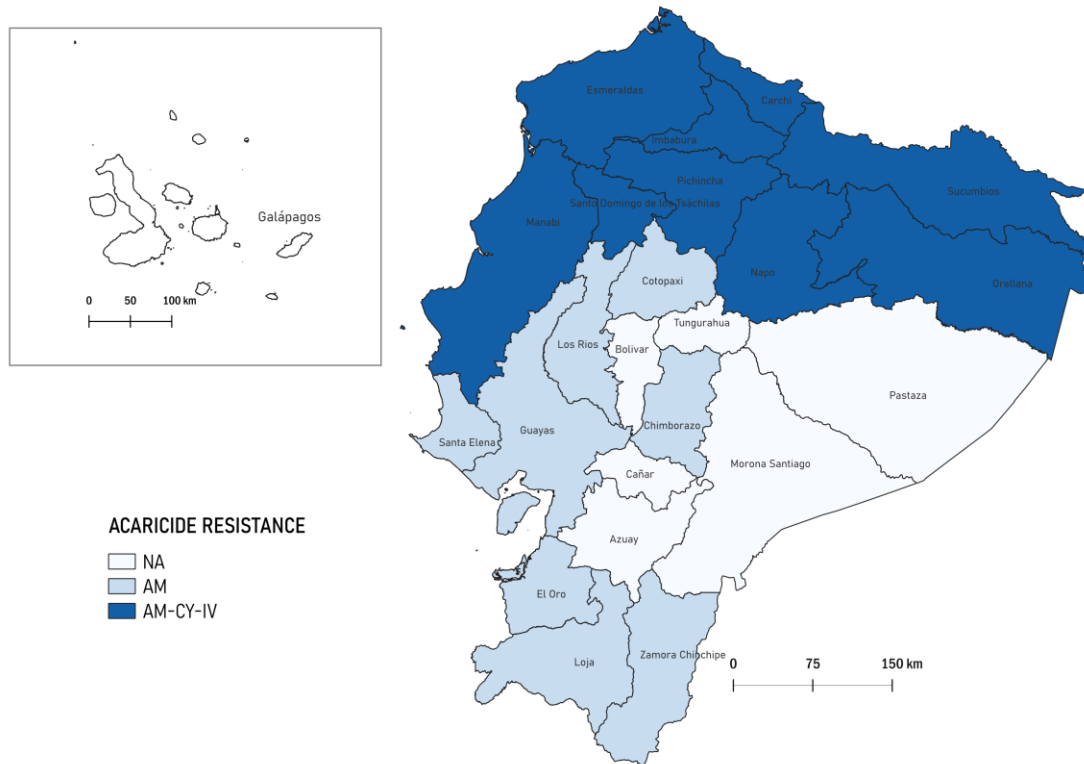 Galápagos
0 50 100 km
Esmeraldas
Carchi
Imbabura
Pichincha
Sucumbios
Santo Domingo de los Tsáchilas
Manabi
Napo
Orellana
Cotopaxi
Tungurahua
Los Rios
Bolivar
Pastaza
Guayas
Chimborazo
Santa Elena
Morona Santiago
Cañar
Azuay
El Oro
Loja
Zamora Chinchipe
ACARICIDE RESISTANCE
NA
AM
AM-CY-IV
0 75 150 km